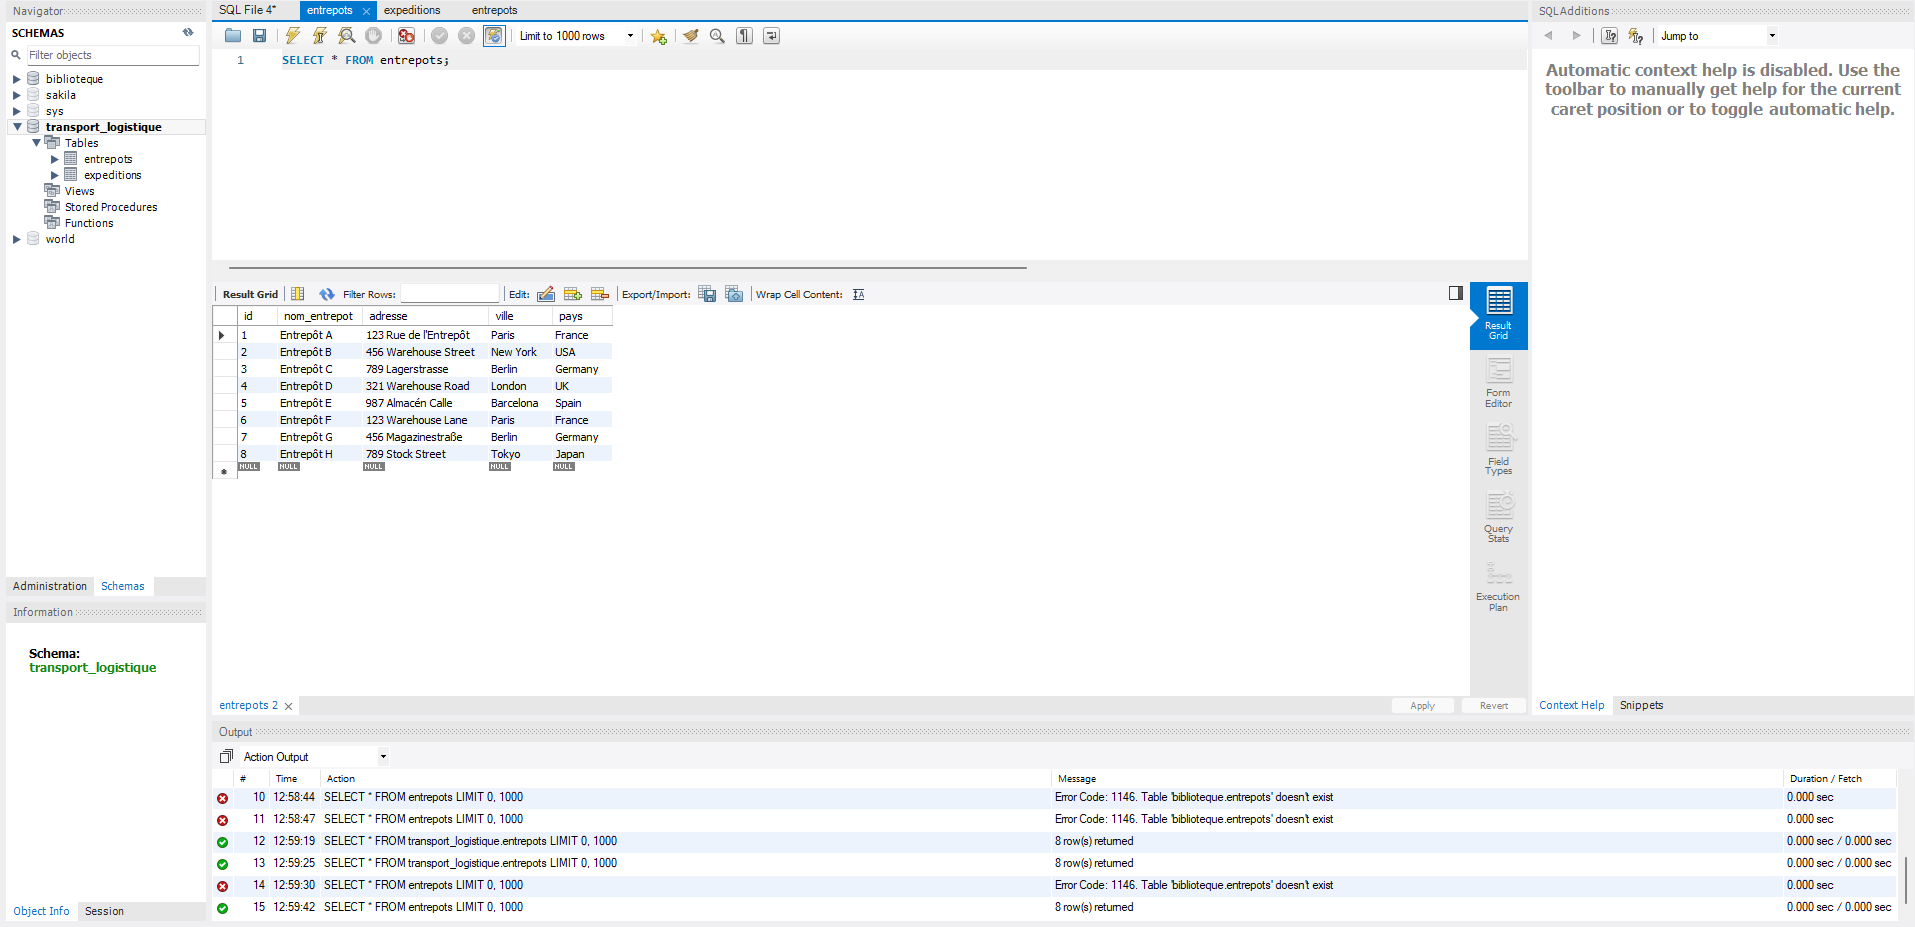 Navigator
SCHEMAS
Filter objects
biblioteque
sakila
sys
transport_logistique
Tables
entrepots
expeditions
Views
Stored Procedures
Functions
world
Administration Schemas
Information
Schema:
transport_logistique
Object Info Session
SQL File 4* entrepots expeditions entrepots
Limit to 1000 rows
1 SELECT * FROM entrepots;
Result Grid Filter Rows: Edit: Export/Import: Wrap Cell Content:
id nom_entrepot adresse ville pays
1 Entrepôt A 123 Rue de l'Entrepôt Paris France
2 Entrepôt B 456 Warehouse Street New York USA
3 Entrepôt C 789 Lagerstrasse Berlin Germany
4 Entrepôt D 321 Warehouse Road London UK
5 Entrepôt E 987 Almacén Calle Barcelona Spain
6 Entrepôt F 123 Warehouse Lane Paris France
7 Entrepôt G 456 Magazinestraße Berlin Germany
8 Entrepôt H 789 Stock Street Tokyo Japan
NULL NULL NULL NULL NULL
Result
Grid
Form
Editor
Field
Types
Query
Stats
Execution
Plan
entrepots 2 Apply Revert
SQLAdditions
Jump to
Automatic context help is disabled. Use the
toolbar to manually get help for the current
caret position or to toggle automatic help.
Context Help Snippets
Output
Action Output
# Time Action Message Duration / Fetch
10 12:58:44 SELECT * FROM entrepots LIMIT 0, 1000 Error Code: 1146. Table 'biblioteque.entrepots' doesn't exist 0.000 sec
11 12:58:47 SELECT * FROM entrepots LIMIT 0, 1000 Error Code: 1146. Table 'biblioteque.entrepots' doesn't exist 0.000 sec
12 12:59:19 SELECT * FROM transport_logistique.entrepots LIMIT 0, 1000 8 row(s) returned 0.000 sec / 0.000 sec
13 12:59:25 SELECT * FROM transport_logistique.entrepots LIMIT 0, 1000 8 row(s) returned 0.000 sec / 0.000 sec
14 12:59:30 SELECT * FROM entrepots LIMIT 0, 1000 Error Code: 1146. Table 'biblioteque.entrepots' doesn't exist 0.000 sec
15 12:59:42 SELECT * FROM entrepots LIMIT 0, 1000 8 row(s) returned 0.000 sec / 0.000 sec